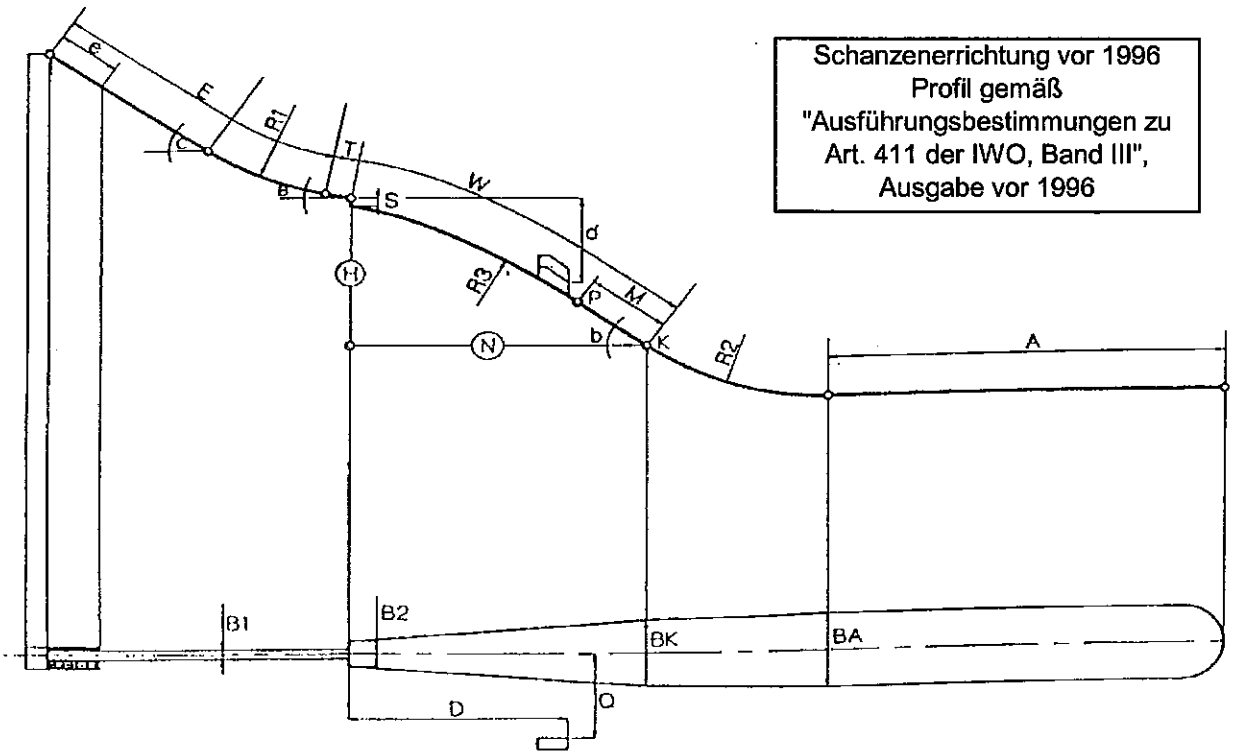 Schanzenerrichtung vor 1996
Profil gemäß
"Ausführungsbestimmungen zu
Art. 411 der IWO, Band III",
Ausgabe vor 1996
e
E
R1
c
T
a
S
W
d
H
R3
P
M
b
K
N
R2
A
B1
B2
BK
BA
Q
D